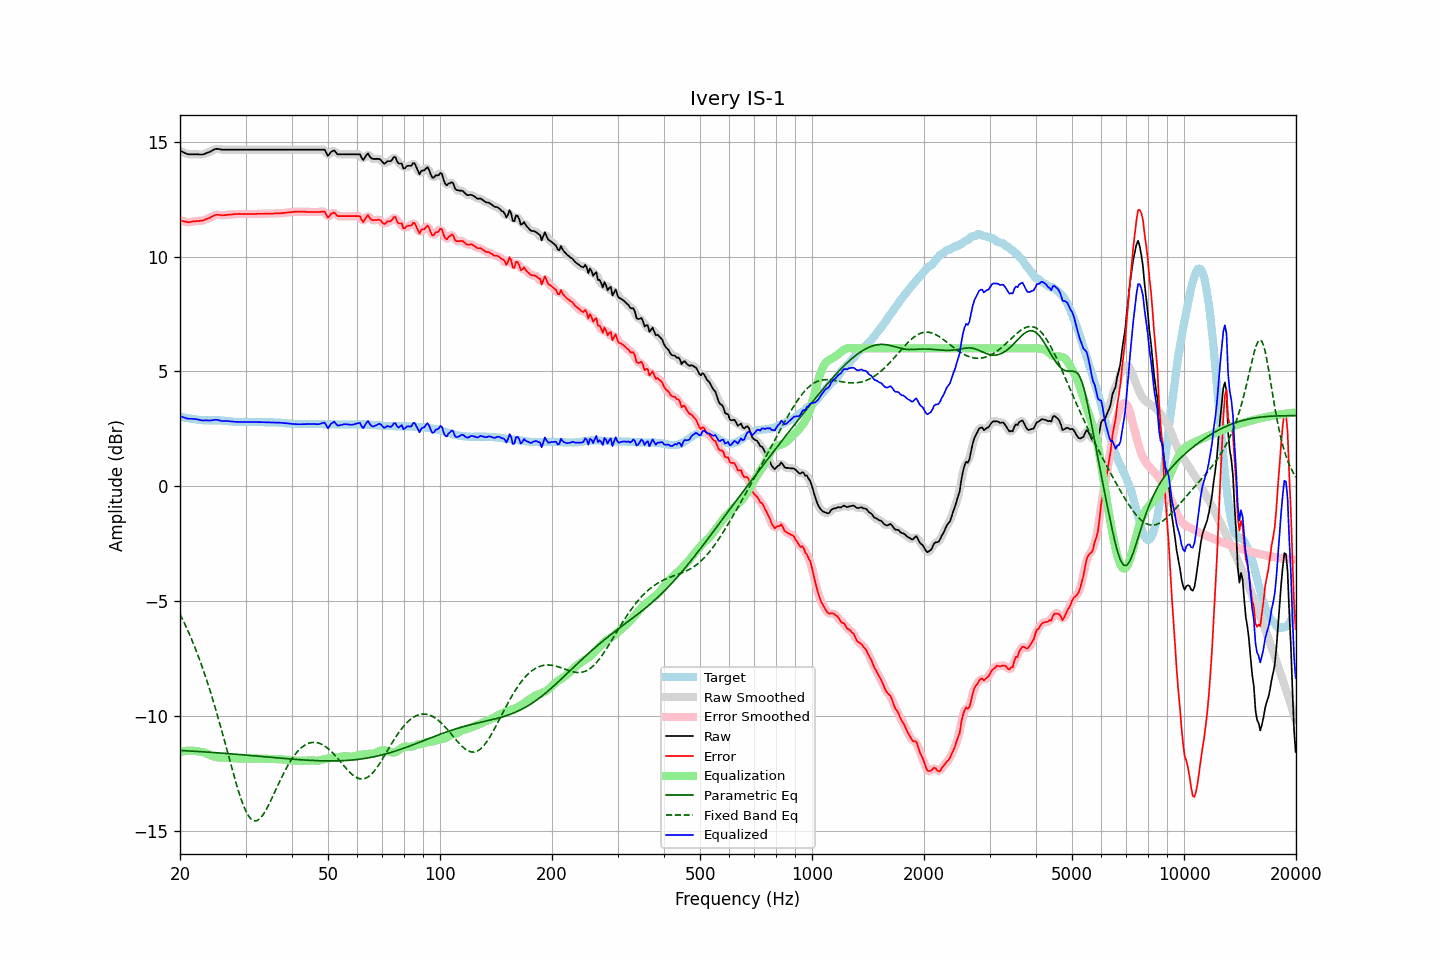 Ivery IS-1
Amplitude (dBr)
15
10
5
0
−5
−10
−15
Target
Raw Smoothed
Error Smoothed
Raw
Error
Equalization
Parametric Eq
Fixed Band Eq
Equalized
20
50
100
200
500
1000
2000
5000
10000
20000
Frequency (Hz)